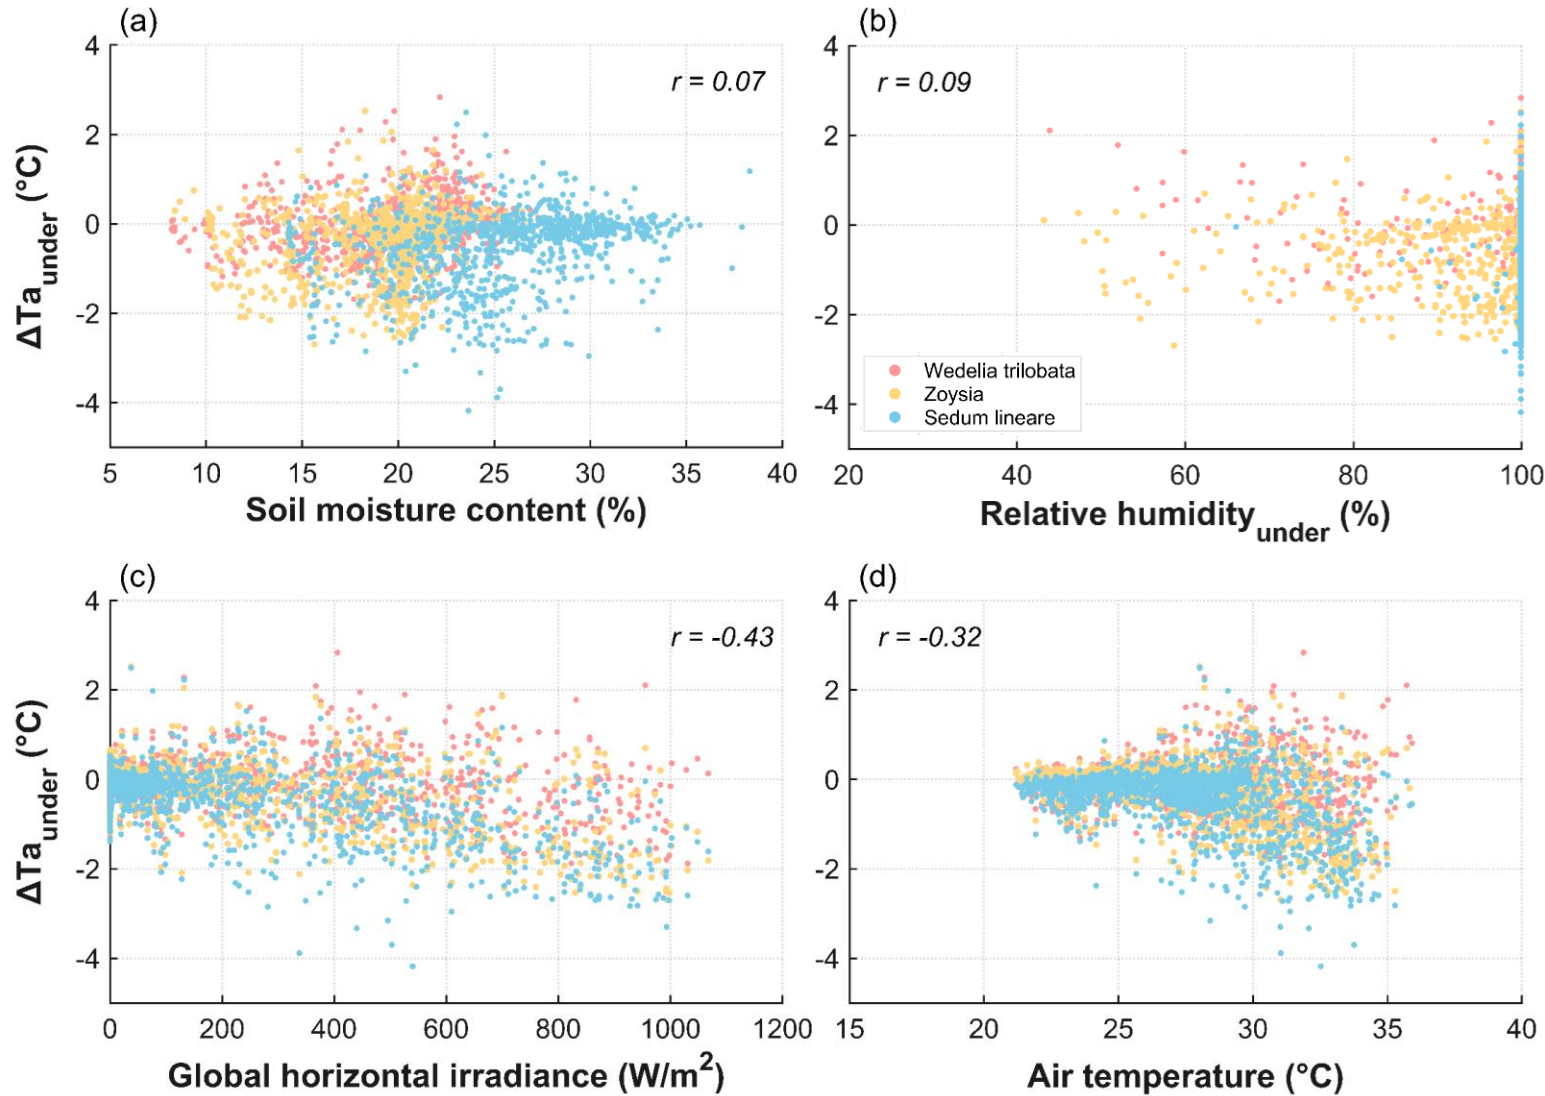 (a)
4
2
0
-2
-4
ΔTa_under (°C)
r = 0.07
5 10 15 20 25 30 35 40
Soil moisture content (%)
(b)
4
2
0
-2
-4
r = 0.09
Wedelia trilobata
Zoysia
Sedum lineare
20 40 60 80 100
Relative humidity_under (%)
(c)
4
2
0
-2
-4
ΔTa_under (°C)
r = -0.43
0 200 400 600 800 1000 1200
Global horizontal irradiance (W/m²)
(d)
4
2
0
-2
-4
r = -0.32
15 20 25 30 35 40
Air temperature (°C)